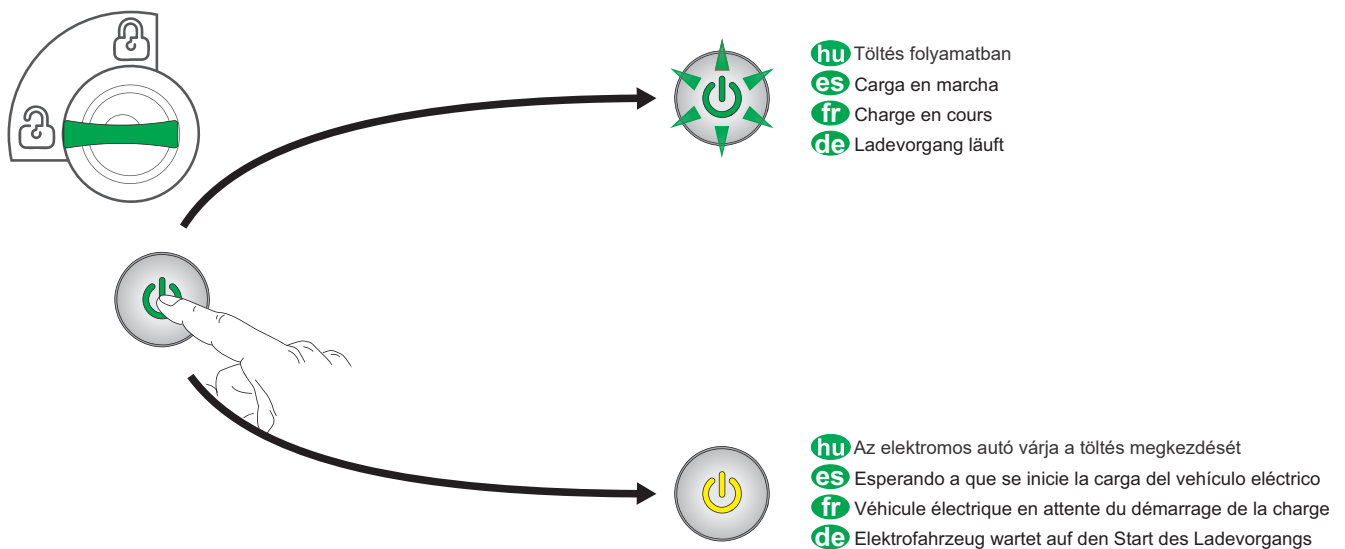 hu Töltés folyamatban
es Carga en marcha
fr Charge en cours
de Ladevorgang läuft
hu Az elektromos autó várja a töltés megkezdését
es Esperando a que se inicie la carga del vehículo eléctrico
fr Véhicule électrique en attente du démarrage de la charge
de Elektrofahrzeug wartet auf den Start des Ladevorgangs